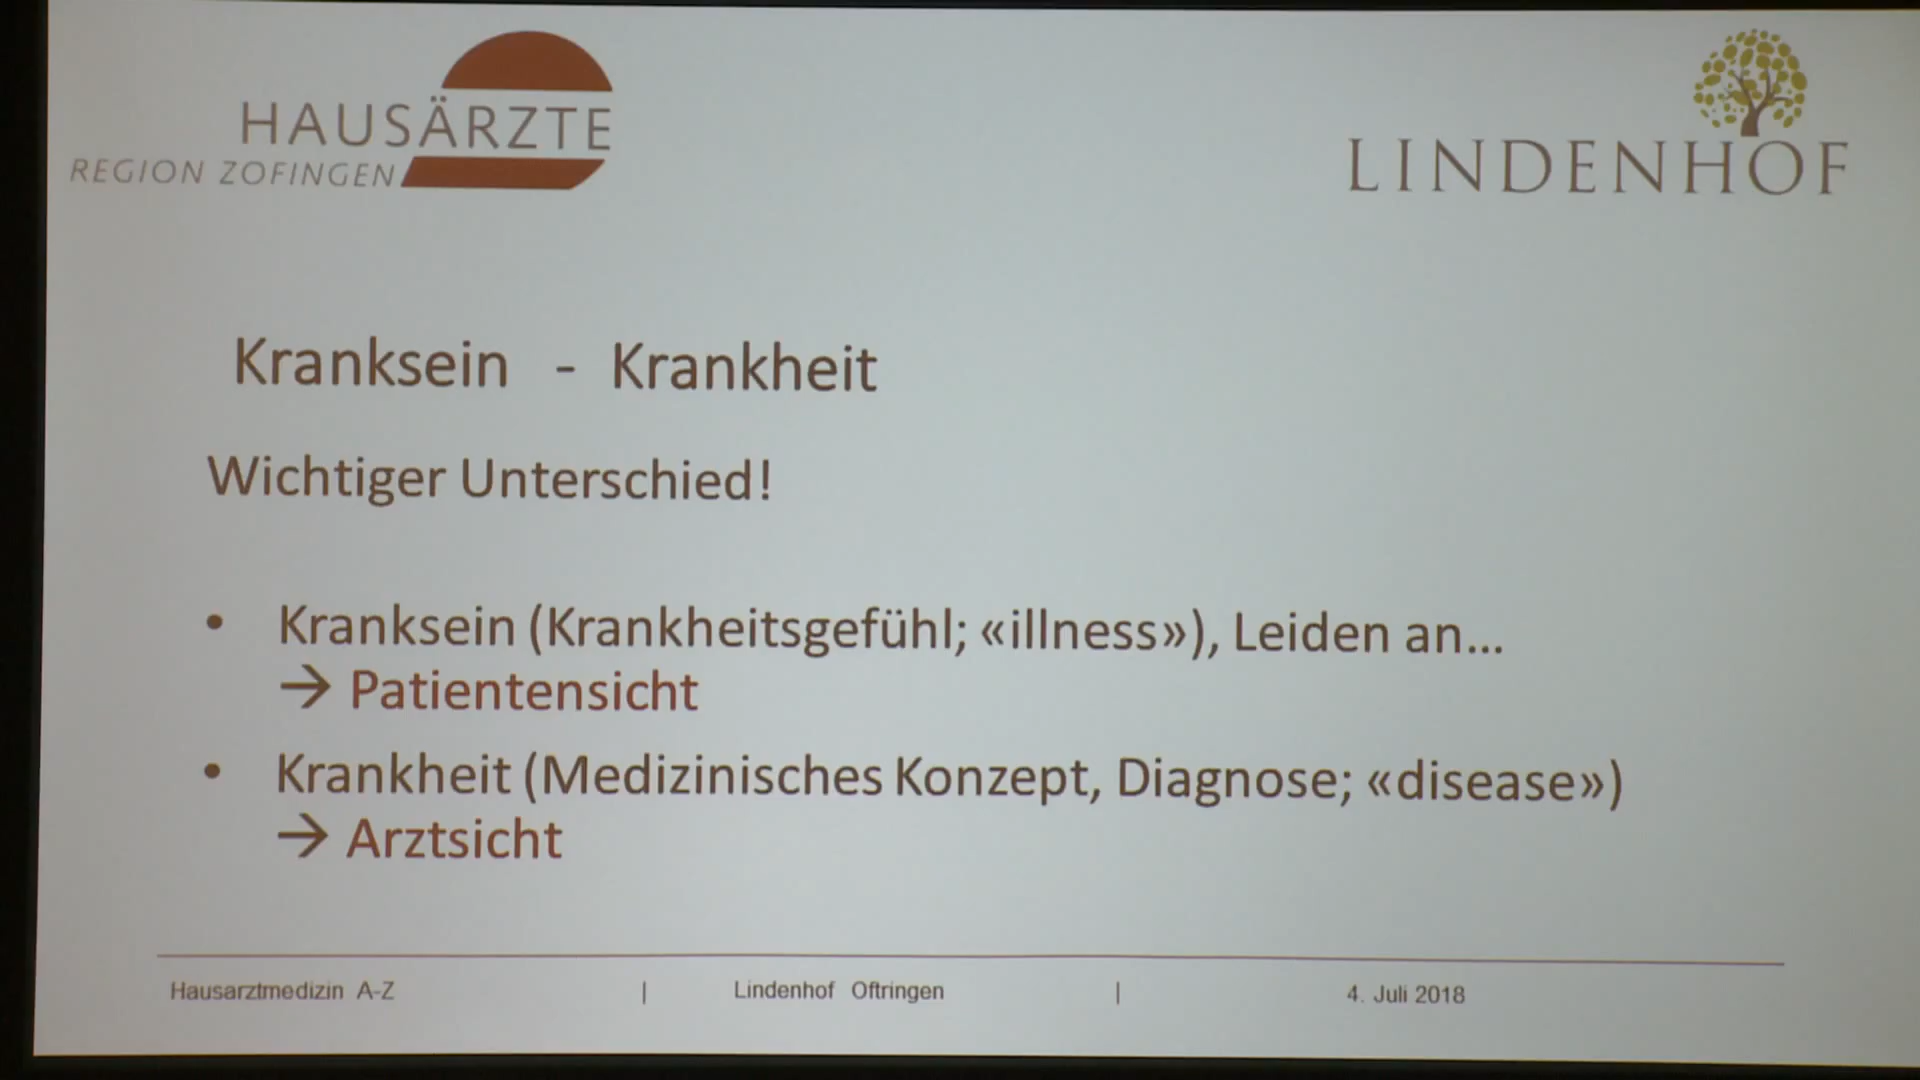 HAUSÄRZTE
REGION ZOFINGEN
LINDENHOF
Kranksein - Krankheit
Wichtiger Unterschied!
• Kranksein (Krankheitsgefühl; «illness»), Leiden an...
→ Patientensicht
• Krankheit (Medizinisches Konzept, Diagnose; «disease»)
→ Arztsicht
Hausarztmedizin A-Z | Lindenhof Oftringen | 4. Juli 2018